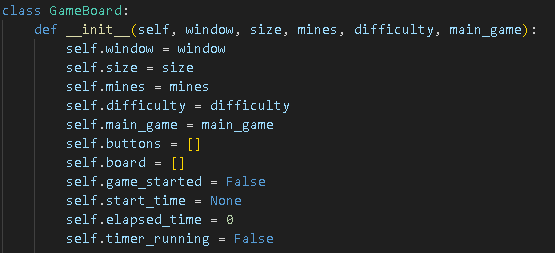 class GameBoard:
    def __init__(self, window, size, mines, difficulty, main_game):
        self.window = window
        self.size = size
        self.mines = mines
        self.difficulty = difficulty
        self.main_game = main_game
        self.buttons = []
        self.board = []
        self.game_started = False
        self.start_time = None
        self.elapsed_time = 0
        self.timer_running = False